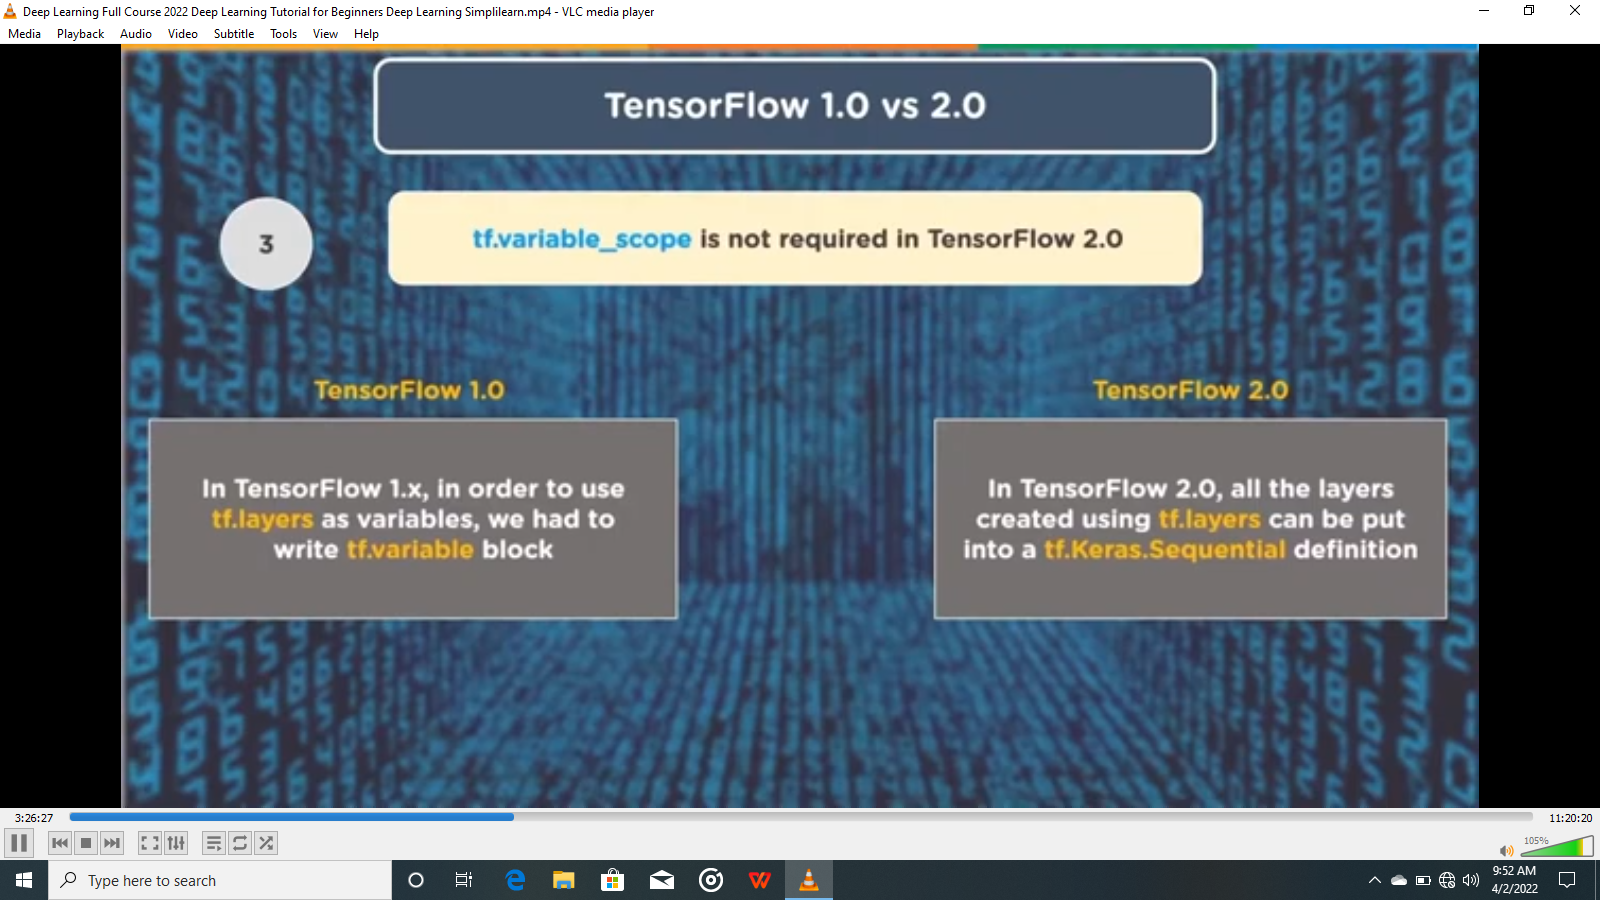 Deep Learning Full Course 2022 Deep Learning Tutorial for Beginners Deep Learning Simplilearn.mp4 - VLC media player
Media Playback Audio Video Subtitle Tools View Help
TensorFlow 1.0 vs 2.0
3
tf.variable_scope is not required in TensorFlow 2.0
TensorFlow 1.0
In TensorFlow 1.x, in order to use
tf.layers as variables, we had to
write tf.variable block
TensorFlow 2.0
In TensorFlow 2.0, all the layers
created using tf.layers can be put
into a tf.Keras.Sequential definition
3:26:27
11:20:20
105%
Type here to search
9:52 AM
4/2/2022